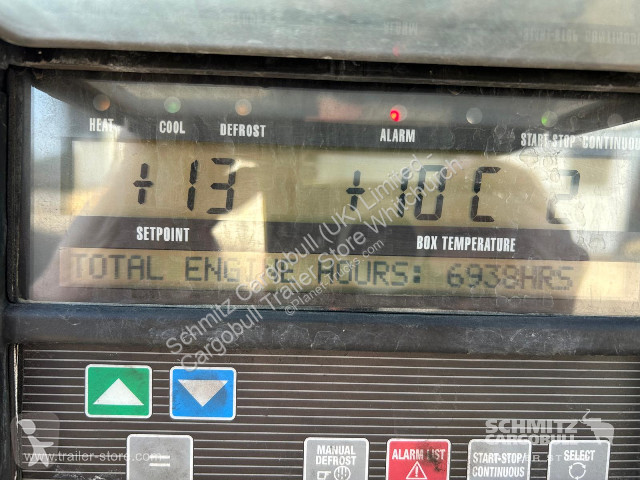 HEAT COOL DEFROST ALARM START STOP CONTINUOUS
+13 +10C 2
SETPOINT BOX TEMPERATURE
TOTAL ENGINE HOURS: 6938HRS
Schmitz Cargobull (UK) Limited -
Cargobull Trailer Store Whitchurch
©PlanetTrucks.com
=
MANUAL DEFROST
ALARM LIST
START-STOP/ CONTINUOUS
SELECT
SCHMITZ
CARGOBULL
www.trailer-store.com